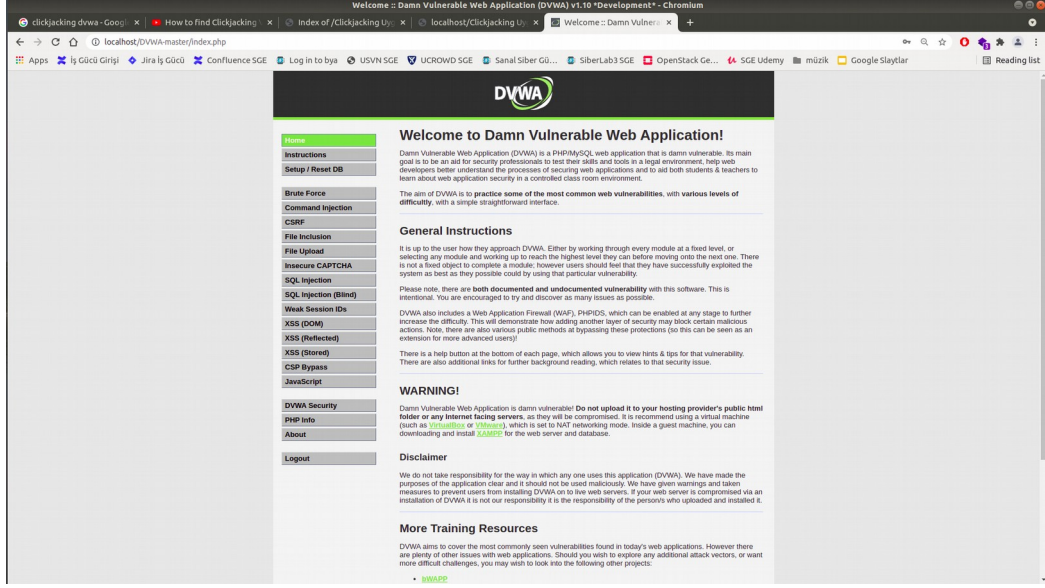 Welcome :: Damn Vulnerable Web Application (DVWA) v1.10 *Development* - Chromium
clickjacking dvwa - Googl
How to find Clickjacking
Index of /Clickjacking Uy
localhost/Clickjacking Uy
Welcome :: Damn Vulnera
localhost/DVWA-master/index.php
Apps İş Gücü Girişi Jira İş Gücü Confluence SGE Log in to bya USVN SGE UCROWD SGE Sanal Siber Gü... SiberLab3 SGE OpenStack Ge... SGE Udemy müzik Google Slaytlar Reading list
DVWA
Home
Instructions
Setup / Reset DB
Brute Force
Command Injection
CSRF
File Inclusion
File Upload
Insecure CAPTCHA
SQL Injection
SQL Injection (Blind)
Weak Session IDs
XSS (DOM)
XSS (Reflected)
XSS (Stored)
CSP Bypass
JavaScript
DVWA Security
PHP Info
About
Logout
Welcome to Damn Vulnerable Web Application!
Damn Vulnerable Web Application (DVWA) is a PHP/MySQL web application that is damn vulnerable. Its main
goal is to be an aid for security professionals to test their skills and tools in a legal environment, help web
developers better understand the processes of securing web applications and to aid both students & teachers to
learn about web application security in a controlled class room environment.
The aim of DVWA is to practice some of the most common web vulnerabilities, with various levels of
difficultly, with a simple straightforward interface.
General Instructions
It is up to the user how they approach DVWA. Either by working through every module at a fixed level, or
selecting any module and working up to reach the highest level they can before moving onto the next one. There
is not a fixed object to complete a module; however users should feel that they have successfully exploited the
system as best as they possible could by using that particular vulnerability.
Please note, there are both documented and undocumented vulnerability with this software. This is
intentional. You are encouraged to try and discover as many issues as possible.
DVWA also includes a Web Application Firewall (WAF), PHPIDS, which can be enabled at any stage to further
increase the difficulty. This will demonstrate how adding another layer of security may block certain malicious
actions. Note, there are also various public methods at bypassing these protections (so this can be seen as an
extension for more advanced users)!
There is a help button at the bottom of each page, which allows you to view hints & tips for that vulnerability.
There are also additional links for further background reading, which relates to that security issue.
WARNING!
Damn Vulnerable Web Application is damn vulnerable! Do not upload it to your hosting provider's public html
folder or any Internet facing servers, as they will be compromised. It is recommend using a virtual machine
(such as VirtualBox or VMware), which is set to NAT networking mode. Inside a guest machine, you can
downloading and install XAMPP for the web server and database.
Disclaimer
We do not take responsibility for the way in which any one uses this application (DVWA). We have made the
purposes of the application clear and it should not be used maliciously. We have given warnings and taken
measures to prevent users from installing DVWA on to live web servers. If your web server is compromised via an
installation of DVWA it is not our responsibility it is the responsibility of the person/s who uploaded and installed it.
More Training Resources
DVWA aims to cover the most commonly seen vulnerabilities found in today's web applications. However there
are plenty of other issues with web applications. Should you wish to explore any additional attack vectors, or want
more difficult challenges, you may wish to look into the following other projects:
bWAPP